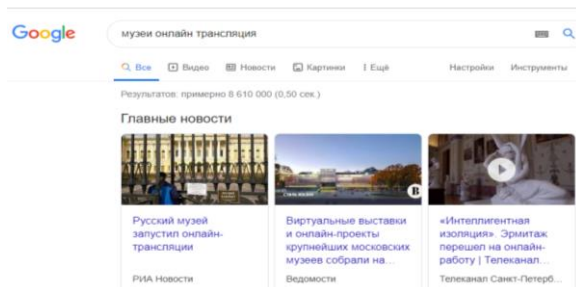 Google
музеи онлайн трансляция
Все Видео Новости Картинки Ещё Настройки Инструменты
Результатов: примерно 8 610 000 (0,50 сек.)
Главные новости
Русский музей
запустил онлайн-
трансляции
РИА Новости
В
Виртуальные выставки
и онлайн-проекты
крупнейших московских
музеев собрали на...
Ведомости
«Интеллигентная
изоляция». Эрмитаж
перешел на онлайн-
работу | Телеканал...
Телеканал Санкт-Петерб...